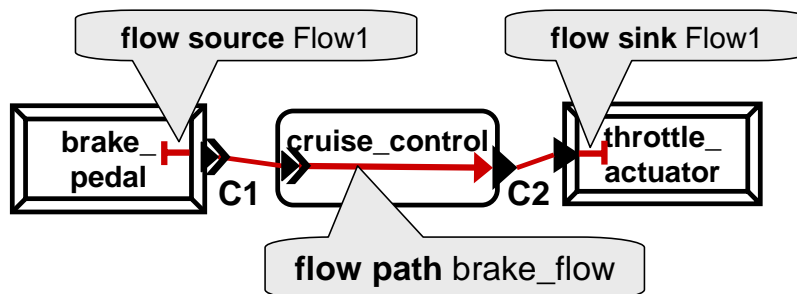 flow source Flow1
flow sink Flow1
brake_
pedal
cruise_control
throttle_
actuator
C1
C2
flow path brake_flow